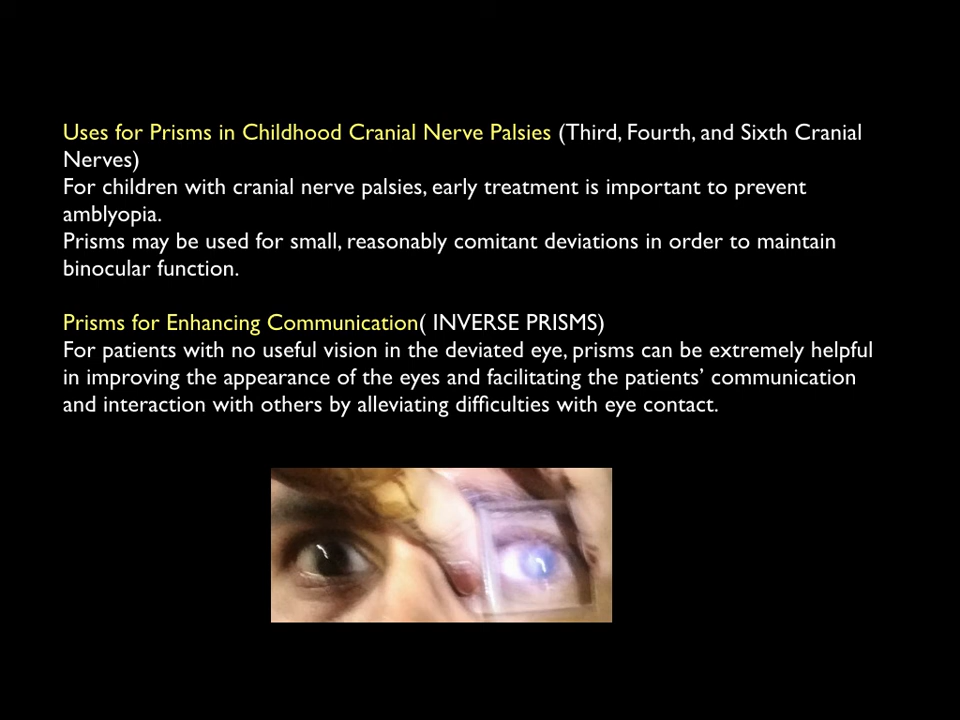 Uses for Prisms in Childhood Cranial Nerve Palsies (Third, Fourth, and Sixth Cranial
Nerves)
For children with cranial nerve palsies, early treatment is important to prevent
amblyopia.
Prisms may be used for small, reasonably comitant deviations in order to maintain
binocular function.
Prisms for Enhancing Communication( INVERSE PRISMS)
For patients with no useful vision in the deviated eye, prisms can be extremely helpful
in improving the appearance of the eyes and facilitating the patients’ communication
and interaction with others by alleviating difficulties with eye contact.